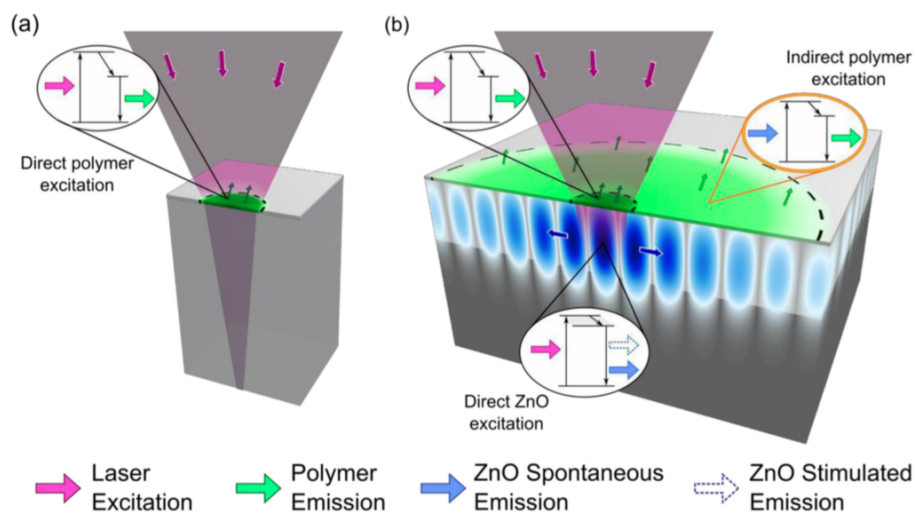 (a)
(b)
Direct polymer
excitation
Indirect polymer
excitation
Direct ZnO
excitation
Laser
Excitation
Polymer
Emission
ZnO Spontaneous
Emission
ZnO Stimulated
Emission